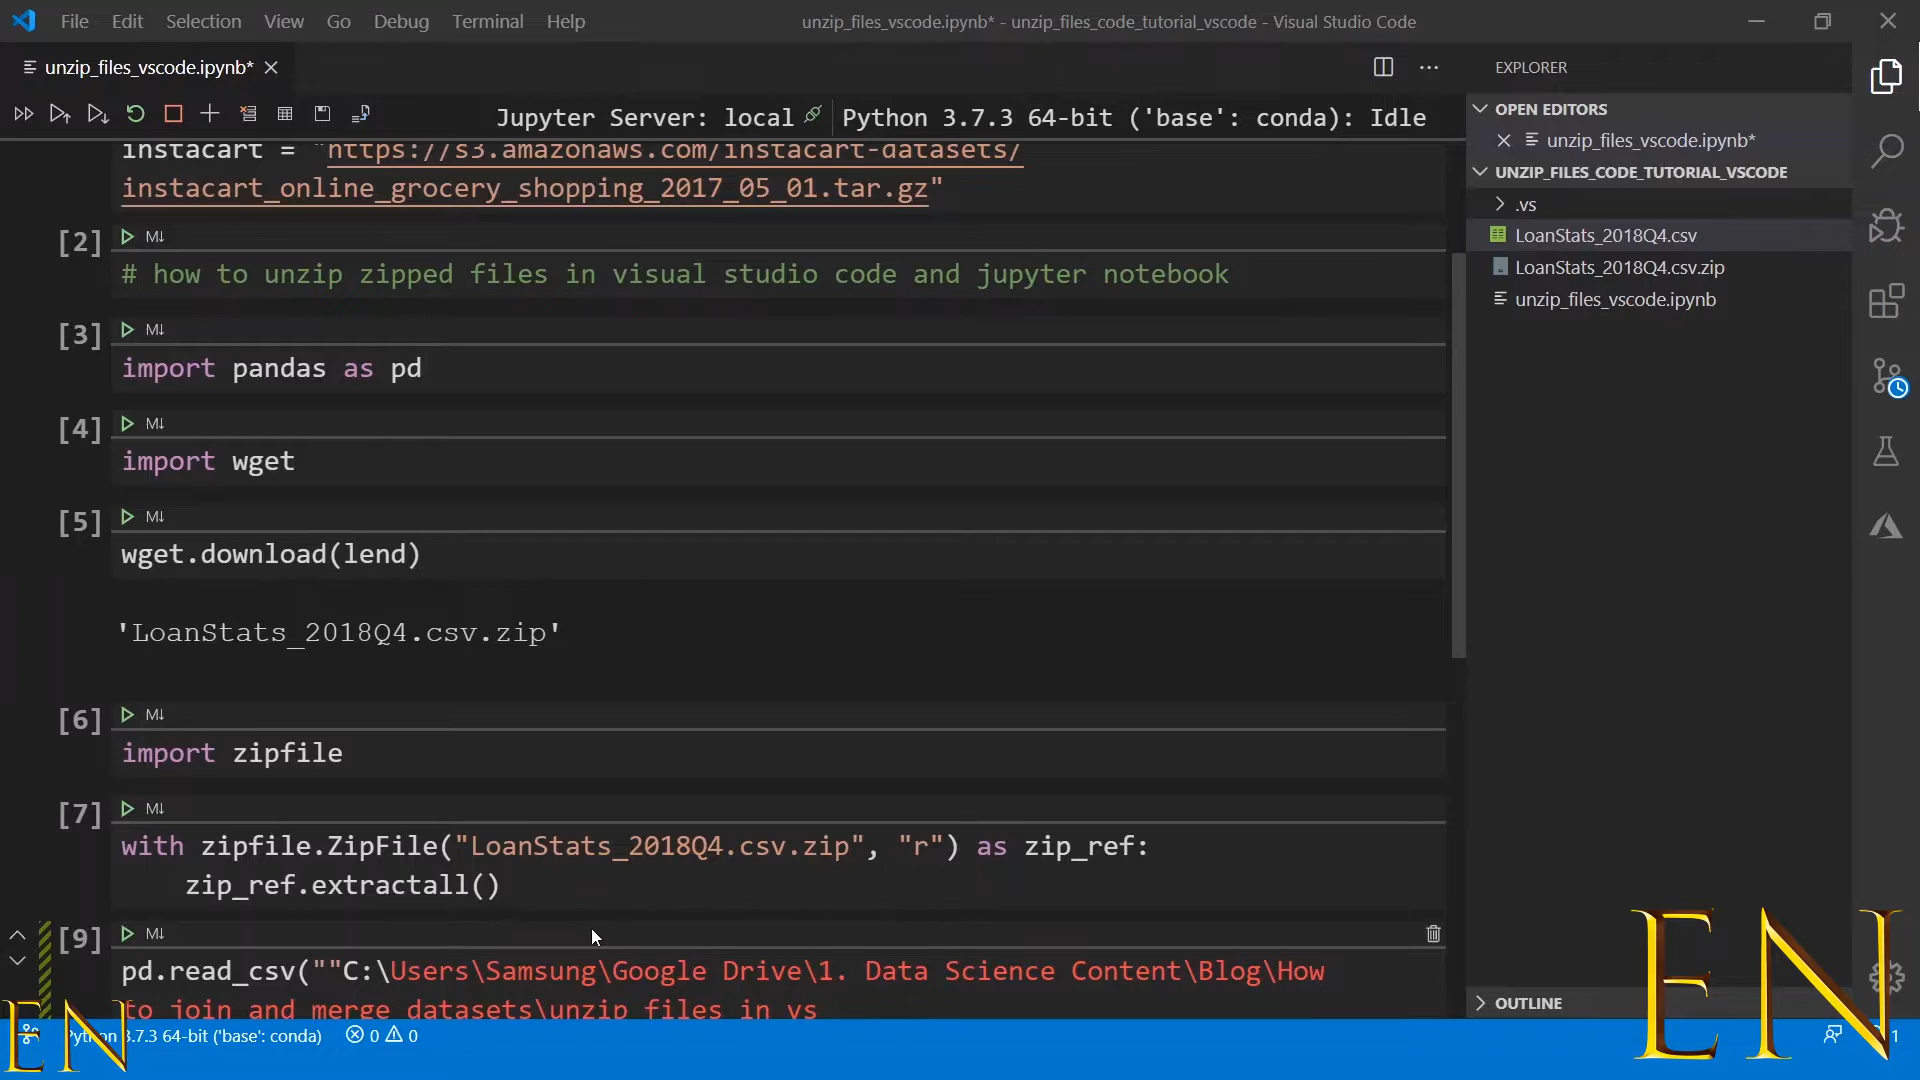 File Edit Selection View Go Debug Terminal Help
unzip_files_vscode.ipynb* - unzip_files_code_tutorial_vscode - Visual Studio Code
unzip_files_vscode.ipynb*
Jupyter Server: local
Python 3.7.3 64-bit ('base': conda): Idle
instacart = "https://s3.amazonaws.com/instacart-datasets/
instacart_online_grocery_shopping_2017_05_01.tar.gz"
[2] M↓
# how to unzip zipped files in visual studio code and jupyter notebook
[3] M↓
import pandas as pd
[4] M↓
import wget
[5] M↓
wget.download(lend)
'LoanStats_2018Q4.csv.zip'
[6] M↓
import zipfile
[7] M↓
with zipfile.ZipFile("LoanStats_2018Q4.csv.zip", "r") as zip_ref:
zip_ref.extractall()
[9] M↓
pd.read_csv(""C:\Users\Samsung\Google Drive\1. Data Science Content\Blog\How
to join and merge datasets\unzip files in vs
EXPLORER
OPEN EDITORS
unzip_files_vscode.ipynb*
UNZIP_FILES_CODE_TUTORIAL_VSCODE
.vs
LoanStats_2018Q4.csv
LoanStats_2018Q4.csv.zip
unzip_files_vscode.ipynb
OUTLINE
EN
EN
Python 3.7.3 64-bit ('base': conda) 0 0
1